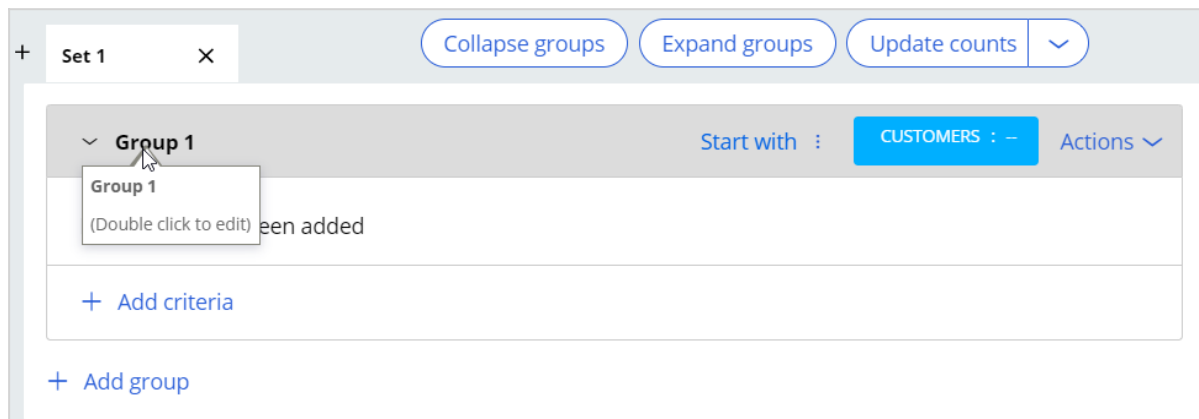 + Set 1 ×
Collapse groups
Expand groups
Update counts
Group 1
Start with
CUSTOMERS : --
Actions
Group 1
(Double click to edit)
een added
+ Add criteria
+ Add group